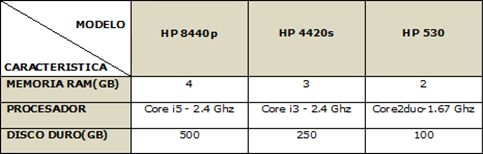 MODELO
CARACTERISTICA
HP 8440p HP 4420s HP 530
MEMORIA RAM(GB) 4 3 2
PROCESADOR Core i5 - 2.4 Ghz Core i3 - 2.4 Ghz Core2duo-1.67 Ghz
DISCO DURO(GB) 500 250 100